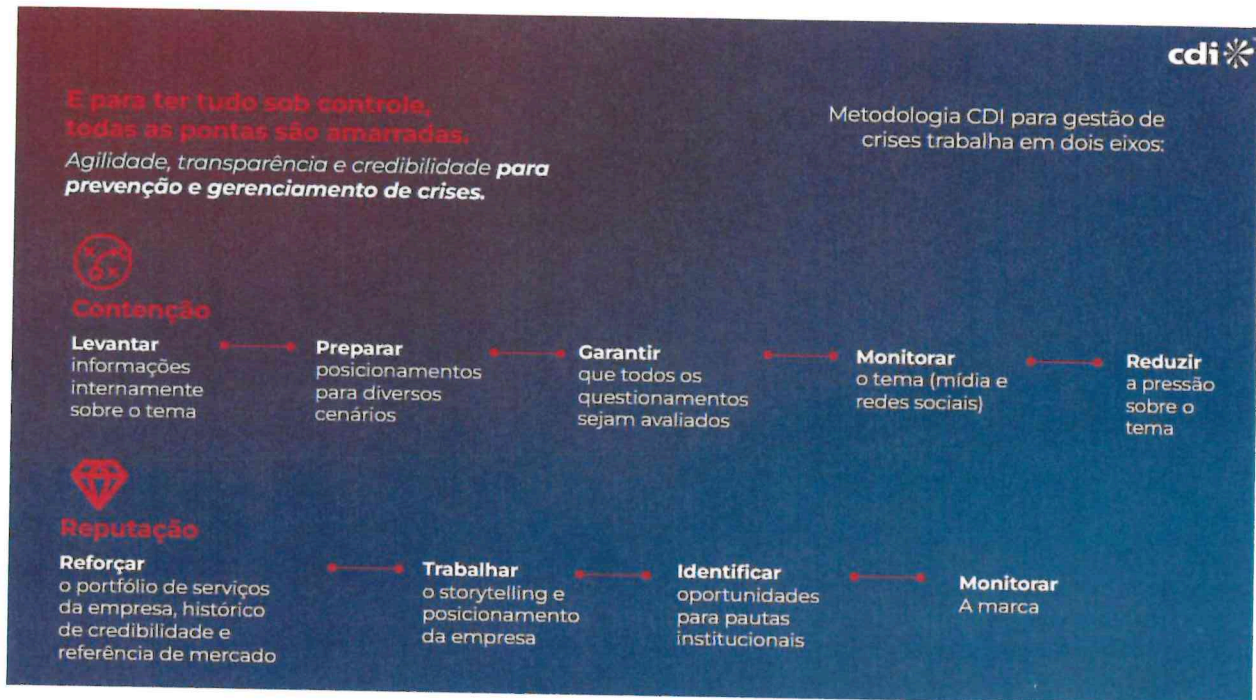 cdi
E para ter tudo sob controle,
todas as pontas são amarradas.
Agilidade, transparência e credibilidade para
prevenção e gerenciamento de crises.
Metodologia CDI para gestão de
crises trabalha em dois eixos:
Contenção
Levantar
informações
internamente
sobre o tema
Preparar
posicionamentos
para diversos
cenários
Garantir
que todos os
questionamentos
sejam avaliados
Monitorar
o tema (mídia e
redes sociais)
Reduzir
a pressão
sobre o
tema
Reputação
Reforçar
o portfólio de serviços
da empresa, histórico
de credibilidade e
referência de mercado
Trabalhar
o storytelling e
posicionamento
da empresa
Identificar
oportunidades
para pautas
institucionais
Monitorar
A marca